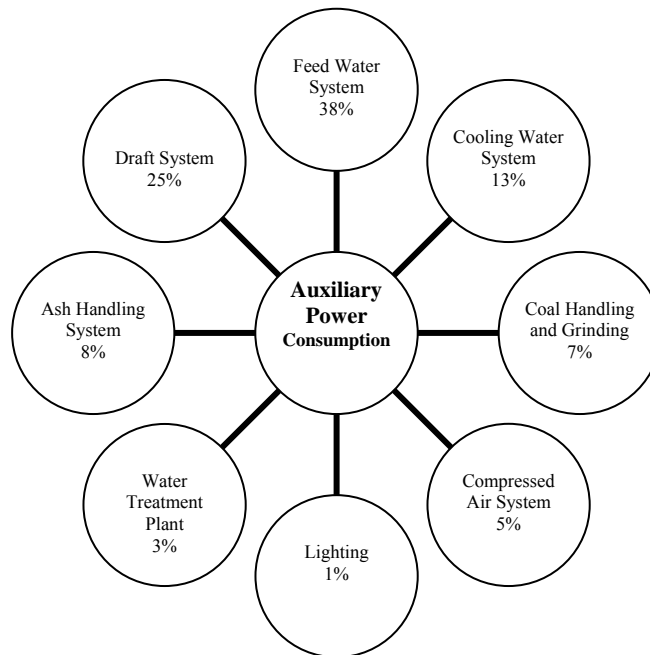 Feed Water
System
38%
Cooling Water
System
13%
Draft System
25%
Auxiliary
Power
Consumption
Ash Handling
System
8%
Coal Handling
and Grinding
7%
Water
Treatment
Plant
3%
Compressed
Air System
5%
Lighting
1%